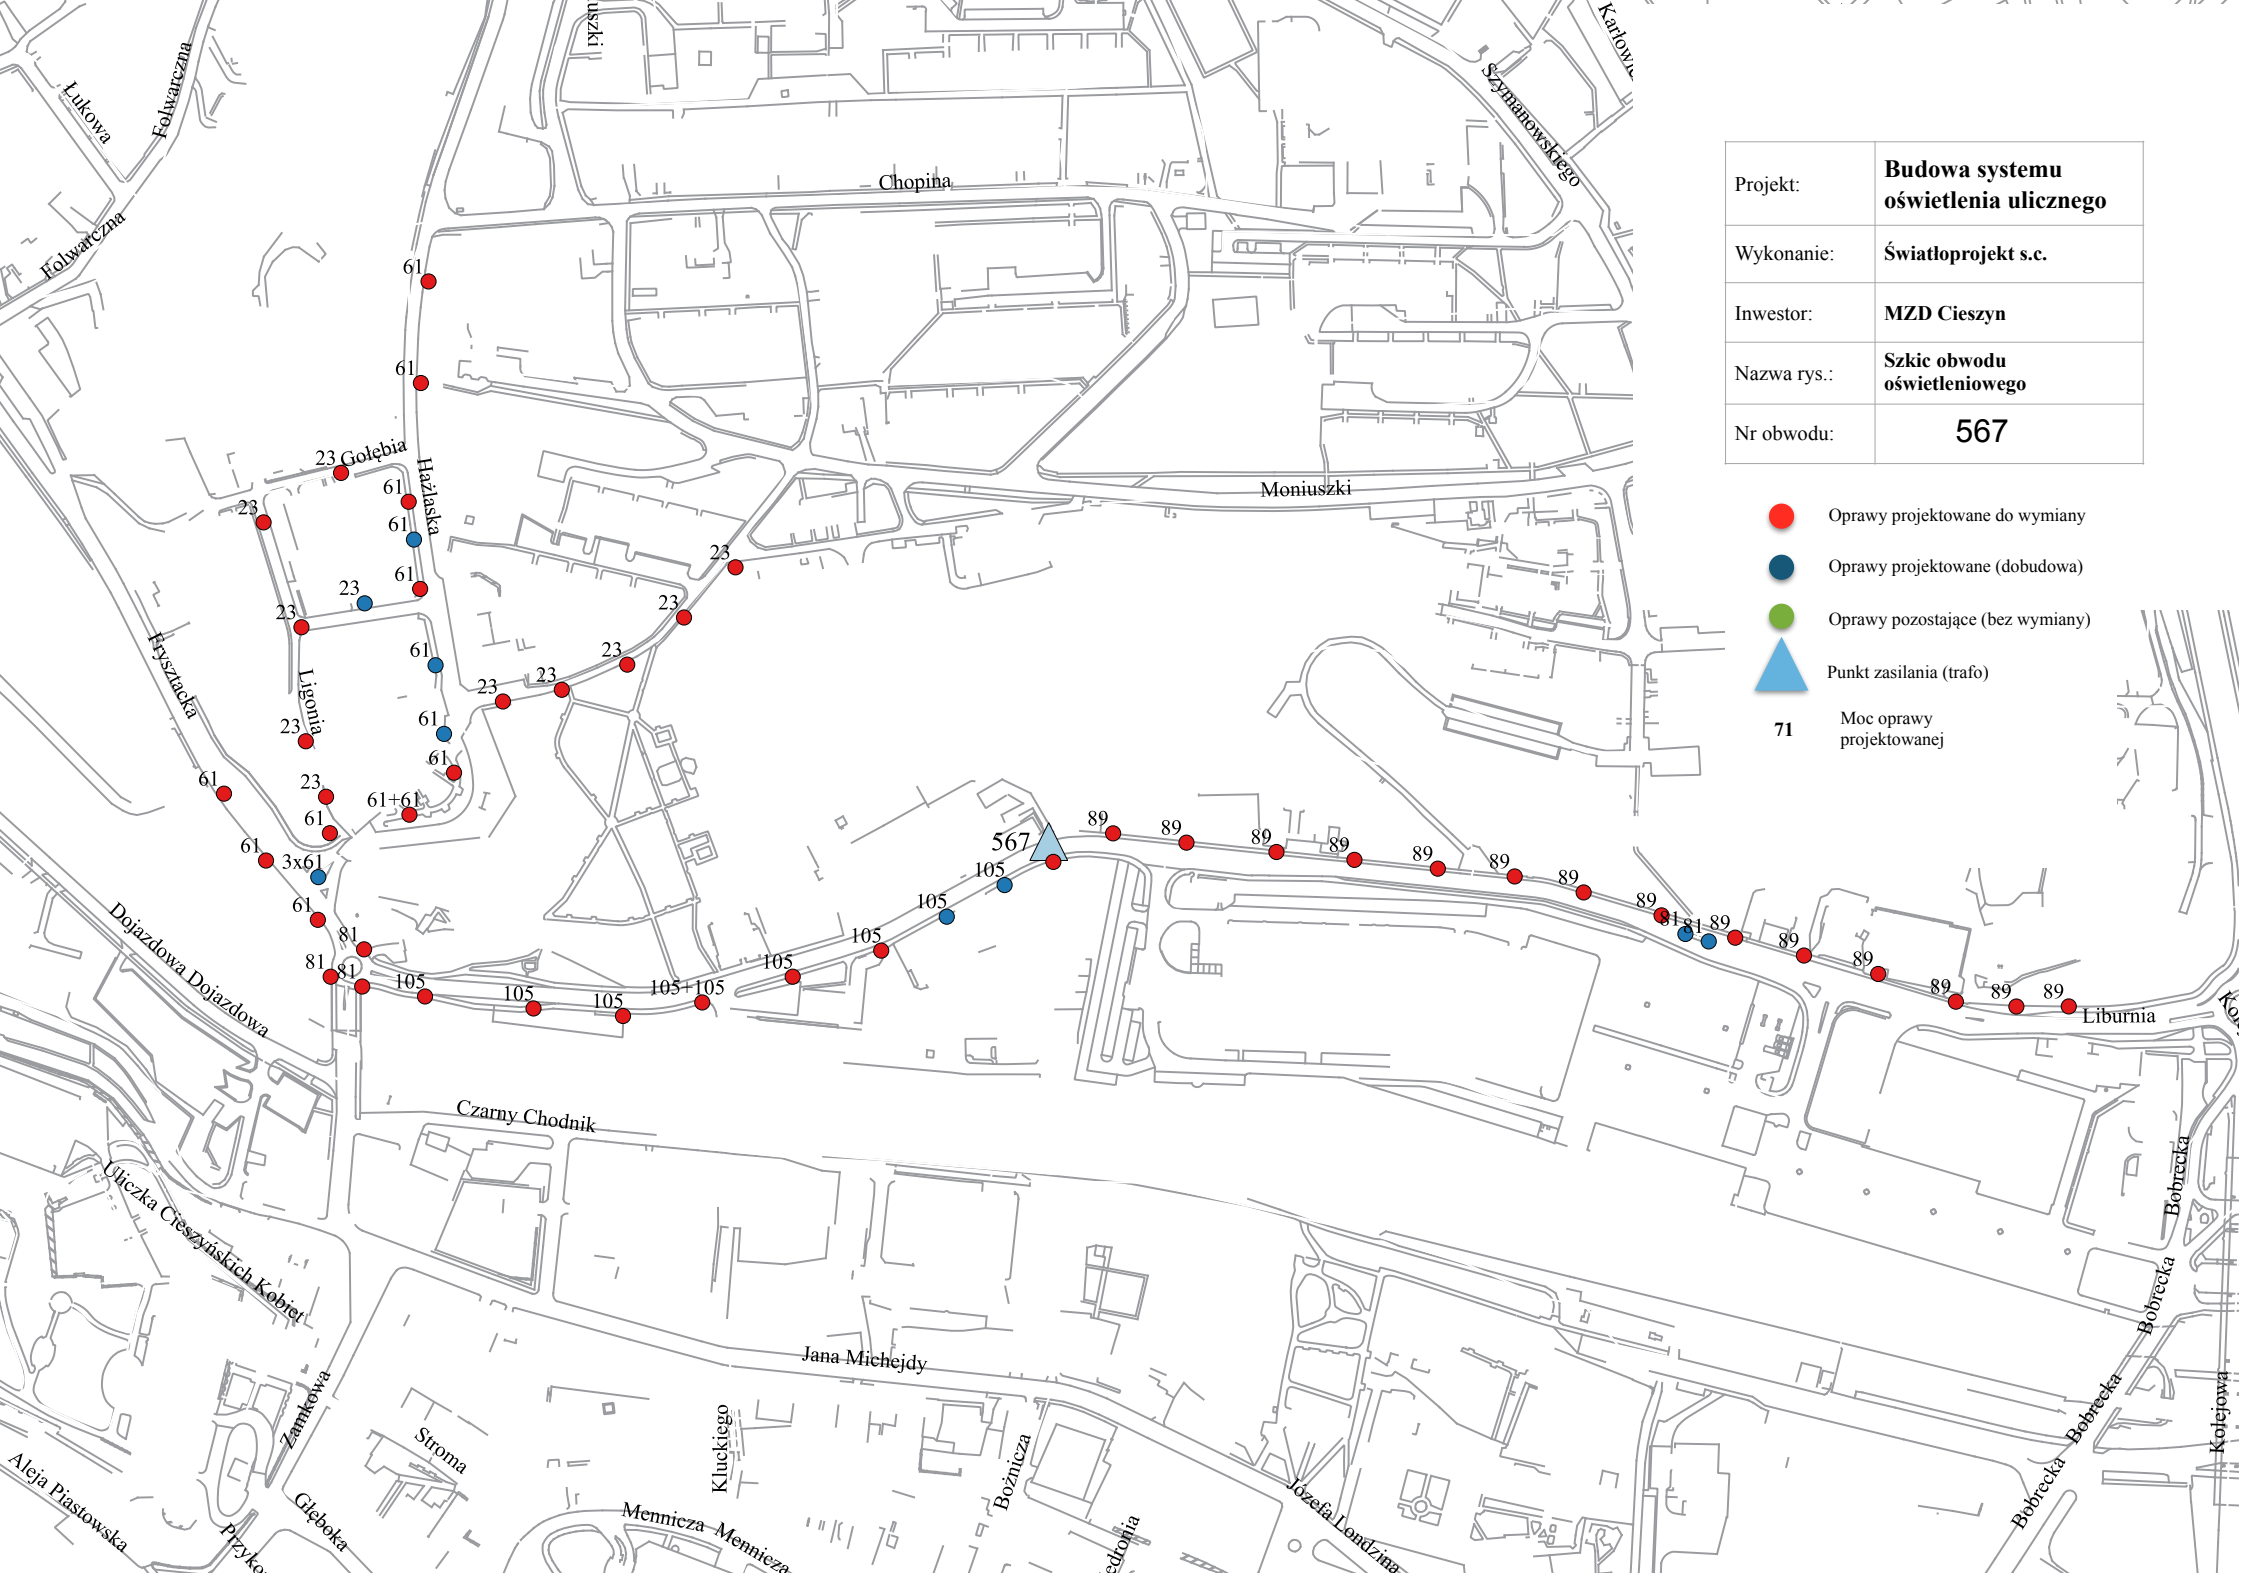 Projekt:
Budowa systemu
oświetlenia ulicznego
Wykonanie:
Światłoprojekt s.c.
Inwestor:
MZD Cieszyn
Nazwa rys.:
Szkic obwodu
oświetleniowego
Nr obwodu:
567
Oprawy projektowane do wymiany
Oprawy projektowane (dobudowa)
Oprawy pozostające (bez wymiany)
Punkt zasilania (trafo)
71
Moc oprawy
projektowanej
Łukowa
Folwarczna
Folwarczna
uszki
Szymanowskiego
Chopina
Moniuszki
Gołębia
Haźlaska
Frysztacka
Ligonia
Dojazdowa Dojazdowa
Czarny Chodnik
Uliczka Cieszyńskich Kobiet
Zamkowa
Aleja Piastowska
Głęboka
Stroma
Kluckiego
Jana Michejdy
Mennicza Mennicza
Bożnicza
edronia
Józefa Londzina
Liburnia
Bobrecka
Bobrecka
Bobrecka
Bobrecka
Kolejowa
61
61
23
23
61
61
61
23
23
61
61
61
61+61
23
23
61
61
61
3x61
61
23
23
23
23
23
81
81
81
105
105
105
105+105
105
105
105
105
567
89
89
89
89
89
89
89
89
81
81
89
89
89
89
89
89